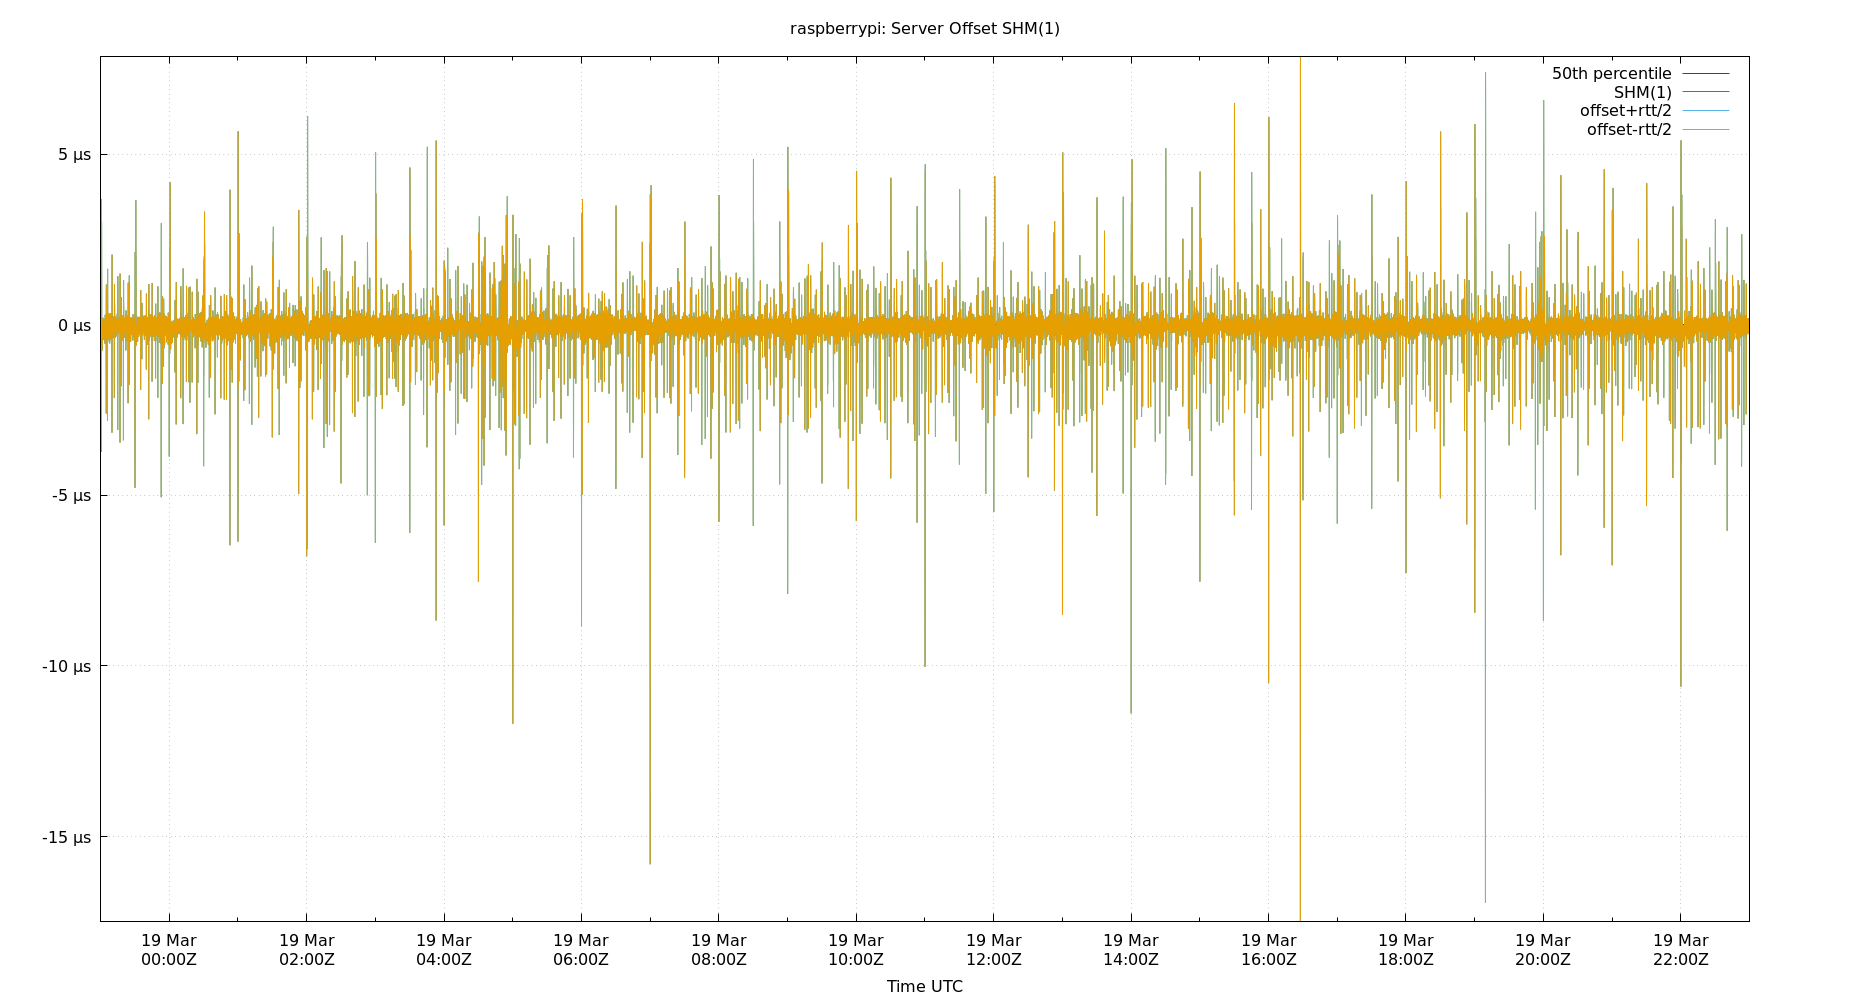 raspberrypi: Server Offset SHM(1)
50th percentile
SHM(1)
offset+rtt/2
offset-rtt/2
5 µs
0 µs
-5 µs
-10 µs
-15 µs
19 Mar 19 Mar 19 Mar 19 Mar 19 Mar 19 Mar 19 Mar 19 Mar 19 Mar 19 Mar 19 Mar 19 Mar
00:00Z 02:00Z 04:00Z 06:00Z 08:00Z 10:00Z 12:00Z 14:00Z 16:00Z 18:00Z 20:00Z 22:00Z
Time UTC